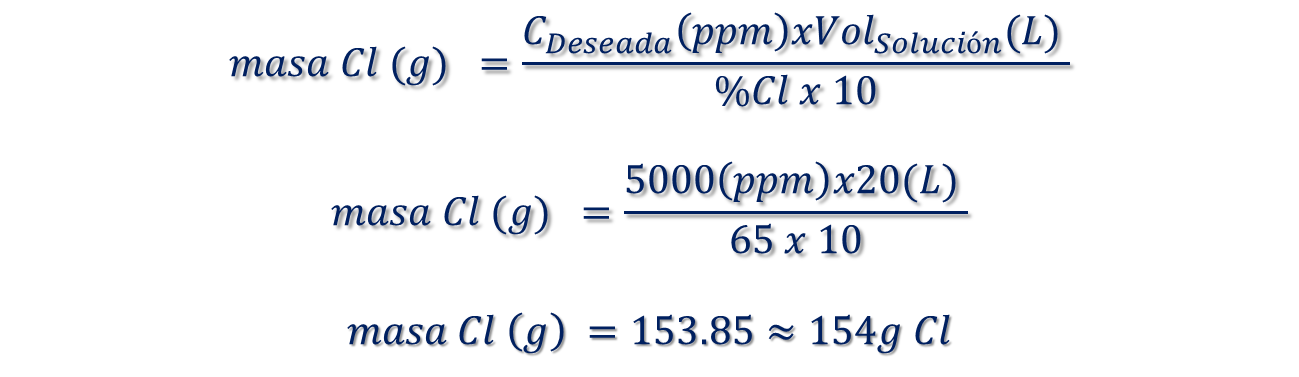 masa Cl (g) = C_Deseada(ppm)xVol_Solución(L) / %Cl x 10
masa Cl (g) = 5000(ppm)x20(L) / 65 x 10
masa Cl (g) = 153.85 ≈ 154g Cl